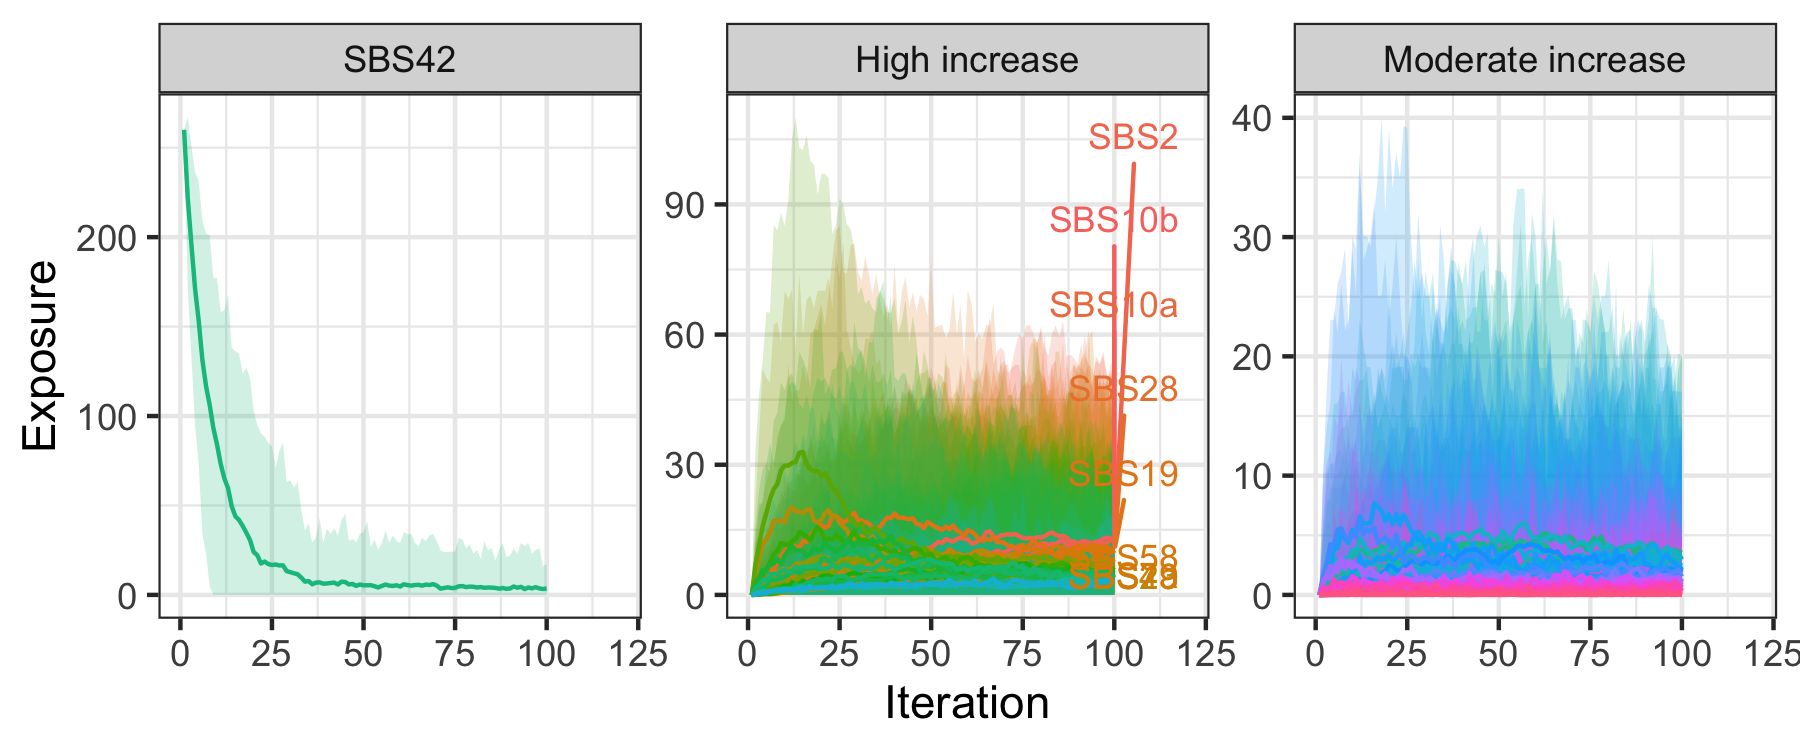 SBS42
High increase
Moderate increase
Exposure
200
100
0
90
60
30
0
40
30
20
10
0
SBS2
SBS10b
SBS10a
SBS28
SBS19
0 25 50 75 100 125
0 25 50 75 100 125
0 25 50 75 100 125
Iteration